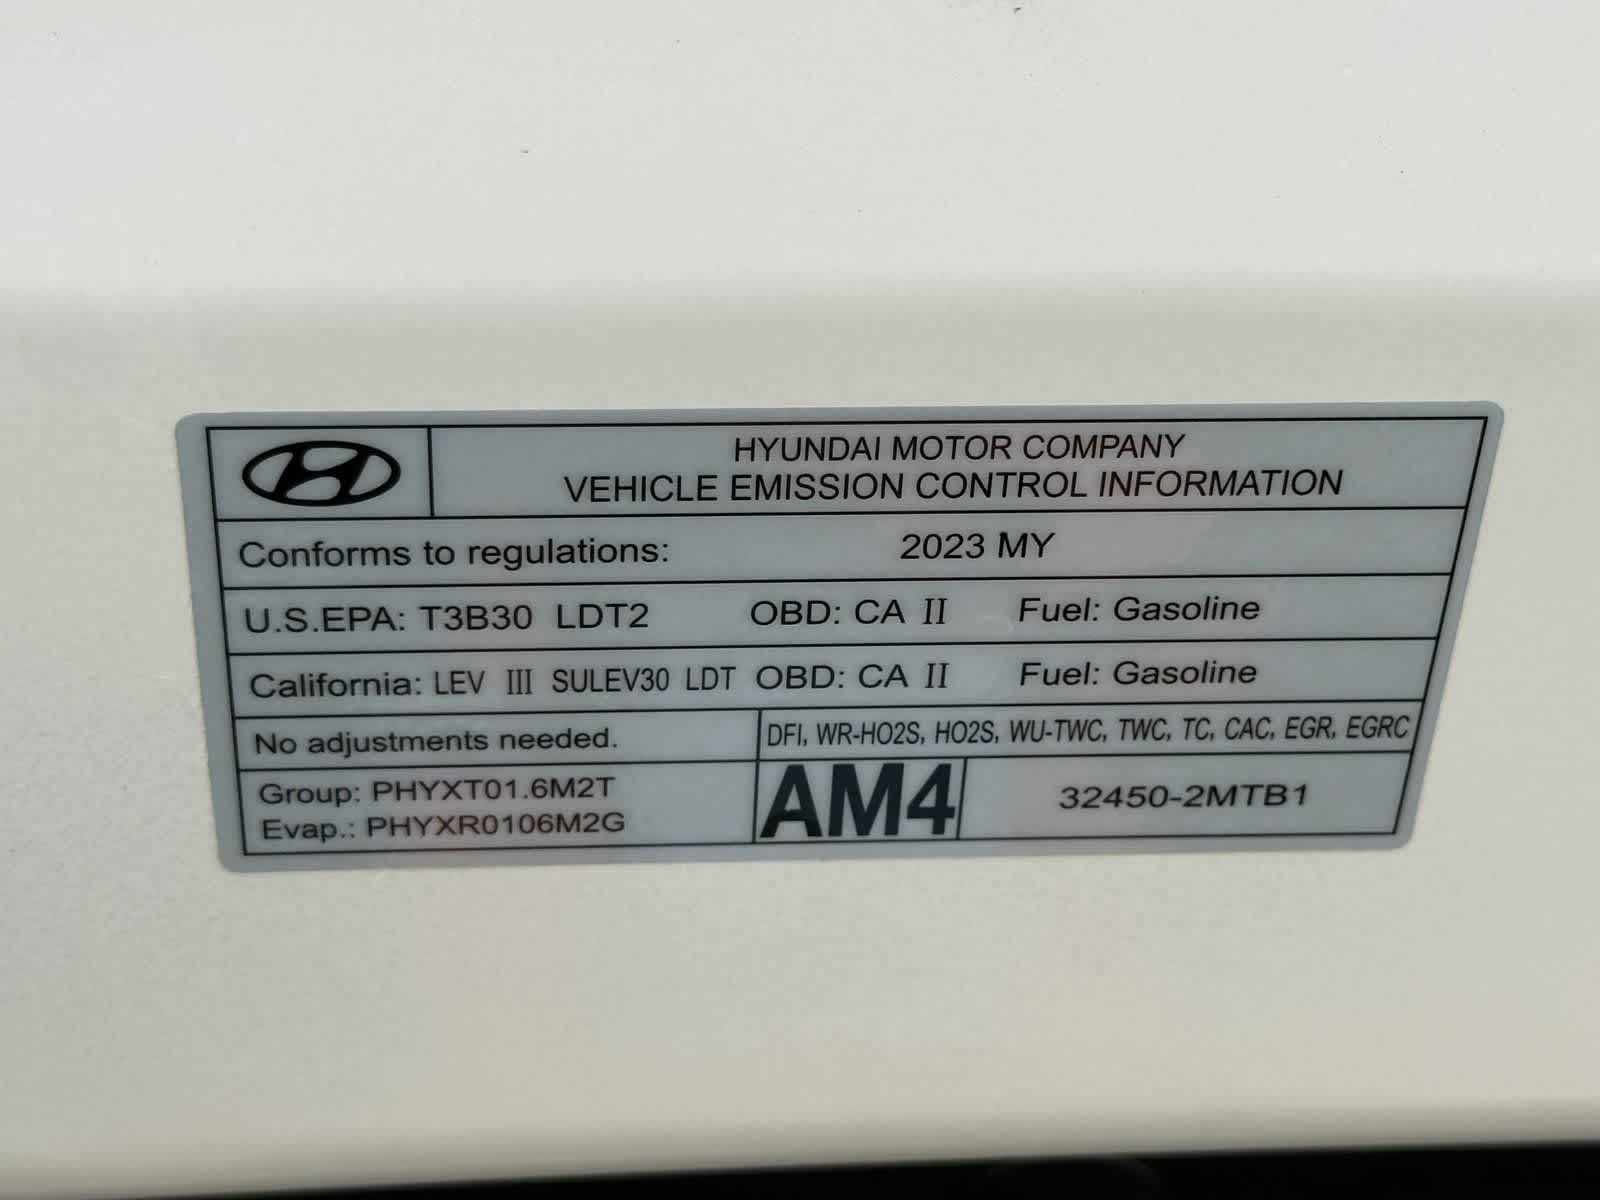 HYUNDAI MOTOR COMPANY
VEHICLE EMISSION CONTROL INFORMATION
Conforms to regulations: 2023 MY
U.S.EPA: T3B30 LDT2 OBD: CA II Fuel: Gasoline
California: LEV III SULEV30 LDT OBD: CA II Fuel: Gasoline
No adjustments needed. DFI, WR-HO2S, HO2S, WU-TWC, TWC, TC, CAC, EGR, EGRC
Group: PHYXT01.6M2T
Evap.: PHYXR0106M2G
AM4 32450-2MTB1